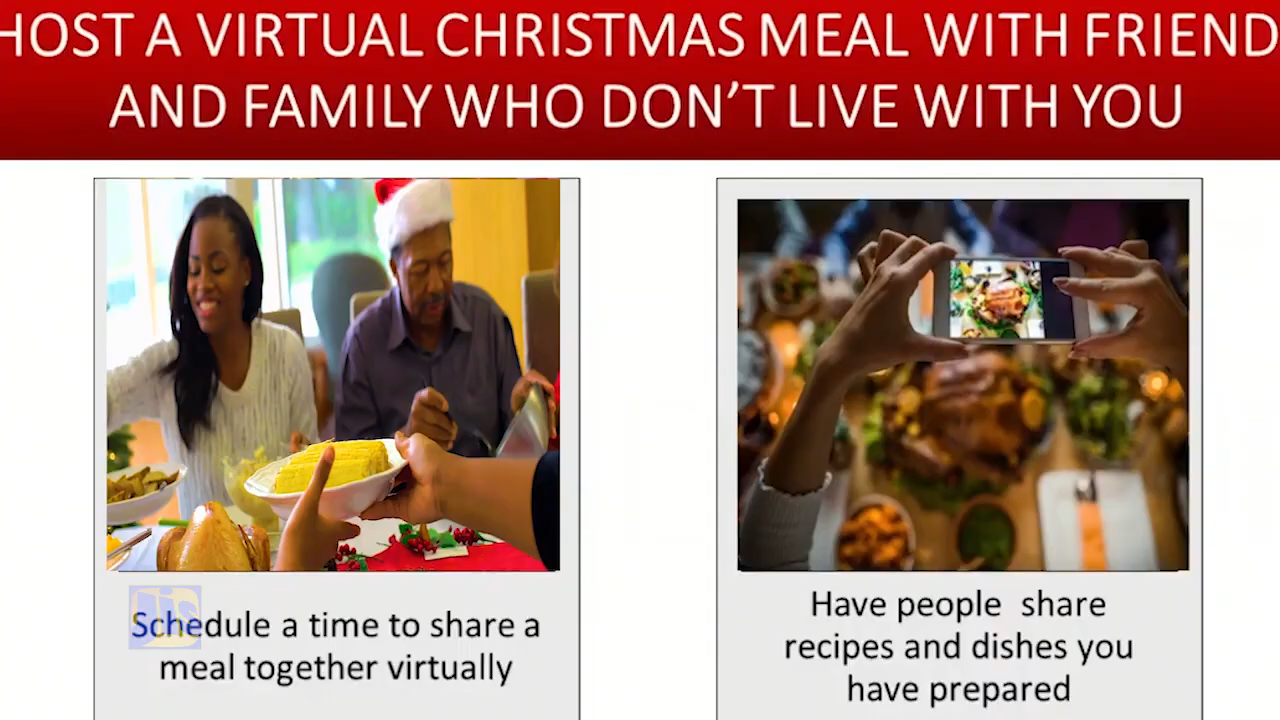 HOST A VIRTUAL CHRISTMAS MEAL WITH FRIEND
AND FAMILY WHO DON'T LIVE WITH YOU
Schedule a time to share a
meal together virtually
Have people share
recipes and dishes you
have prepared
jis